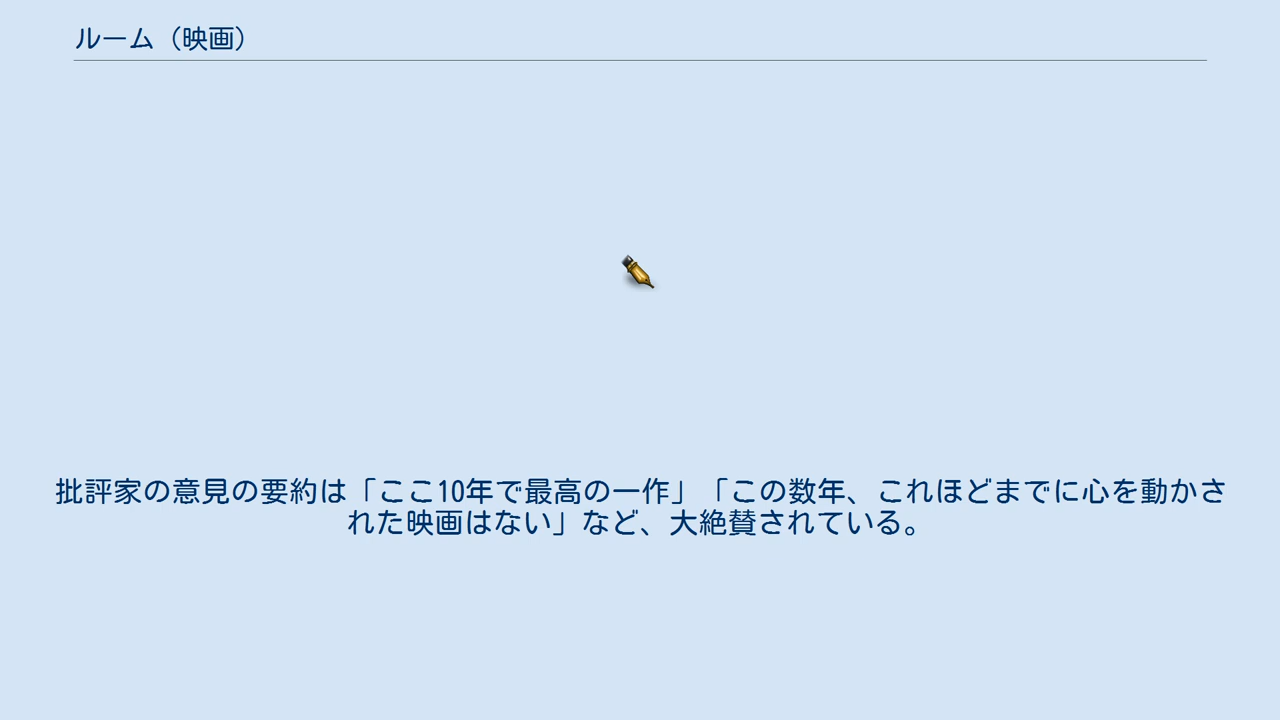 ルーム（映画）
批評家の意見の要約は「ここ10年で最高の一作」「この数年、これほどまでに心を動かさ
れた映画はない」など、大絶賛されている。